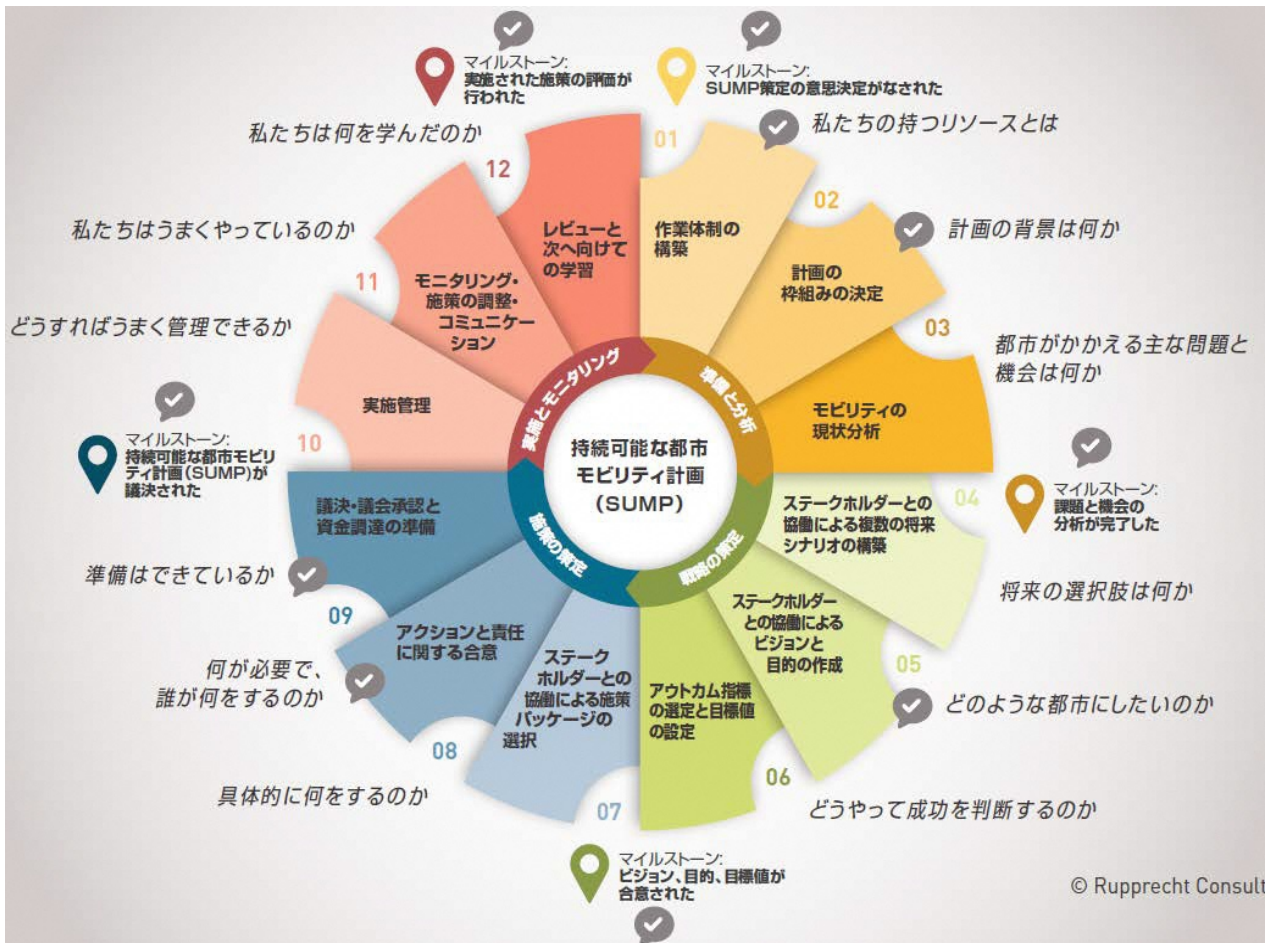 マイルストーン:
実施された施策の評価が
行われた
マイルストーン:
SUMP策定の意思決定がなされた
私たちは何を学んだのか
私たちの持つリソースとは
私たちはうまくやっているのか
計画の背景は何か
どうすればうまく管理できるか
都市がかかえる主な問題と
機会は何か
マイルストーン:
持続可能な都市モビリ
ティ計画(SUMP)が
議決された
マイルストーン:
課題と機会の
分析が完了した
準備はできているか
将来の選択肢は何か
何が必要で、
誰が何をするのか
どのような都市にしたいのか
具体的に何をするのか
どうやって成功を判断するのか
マイルストーン:
ビジョン、目的、目標値が
合意された
01
作業体制の
構築
02
計画の
枠組みの決定
03
モビリティの
現状分析
04
ステークホルダーとの
協働による複数の将来
シナリオの構築
05
ステークホルダー
との協働による
ビジョンと
目的の作成
06
アウトカム指標
の選定と目標値
の設定
07
ステーク
ホルダーとの
協働による施策
パッケージの
選択
08
アクションと責任
に関する合意
09
議決・議会承認と
資金調達の準備
10
実施管理
11
モニタリング・
施策の調整・
コミュニケー
ション
12
レビューと
次へ向けて
の学習
準備と分析
戦略の策定
施策の策定
実施とモニタリング
持続可能な都市
モビリティ計画
(SUMP)
© Rupprecht Consult